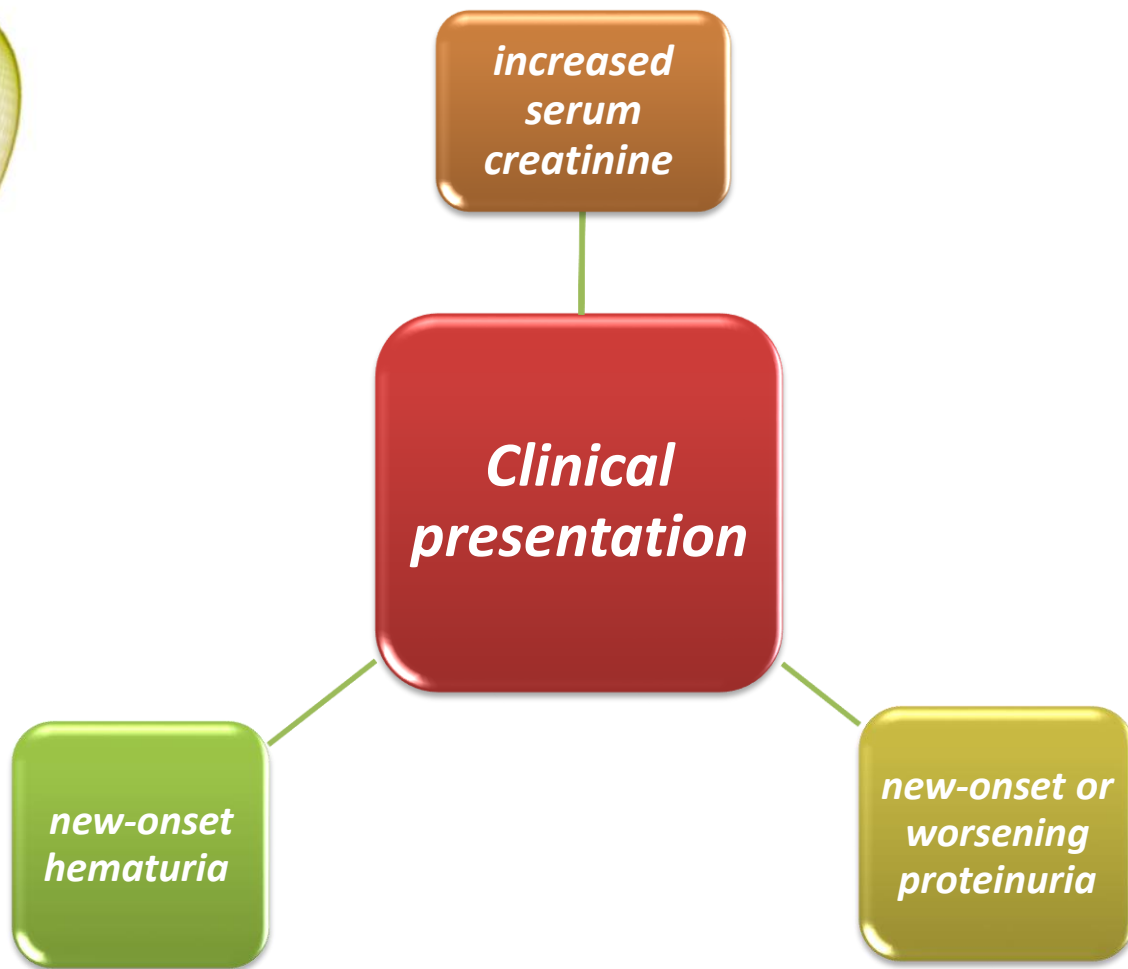 increased
serum
creatinine
Clinical
presentation
new-onset
hematuria
new-onset or
worsening
proteinuria